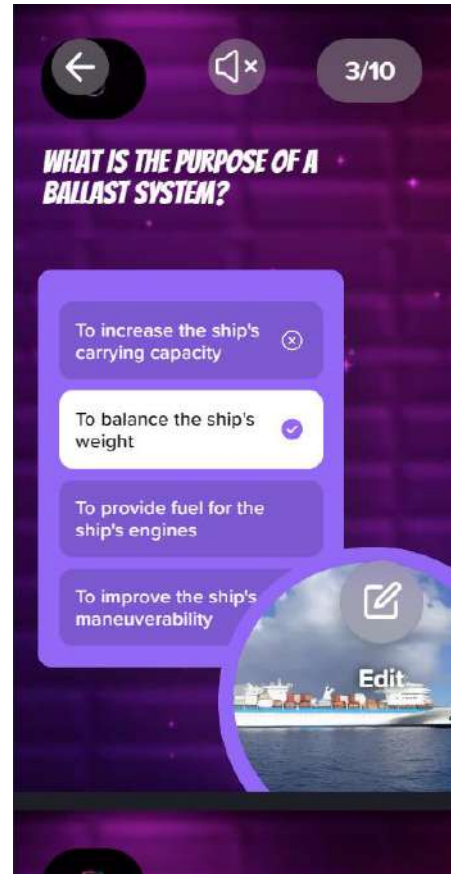 3/10
WHAT IS THE PURPOSE OF A
BALLAST SYSTEM?
To increase the ship's
carrying capacity
To balance the ship's
weight
To provide fuel for the
ship's engines
To improve the ship's
maneuverability
Edit